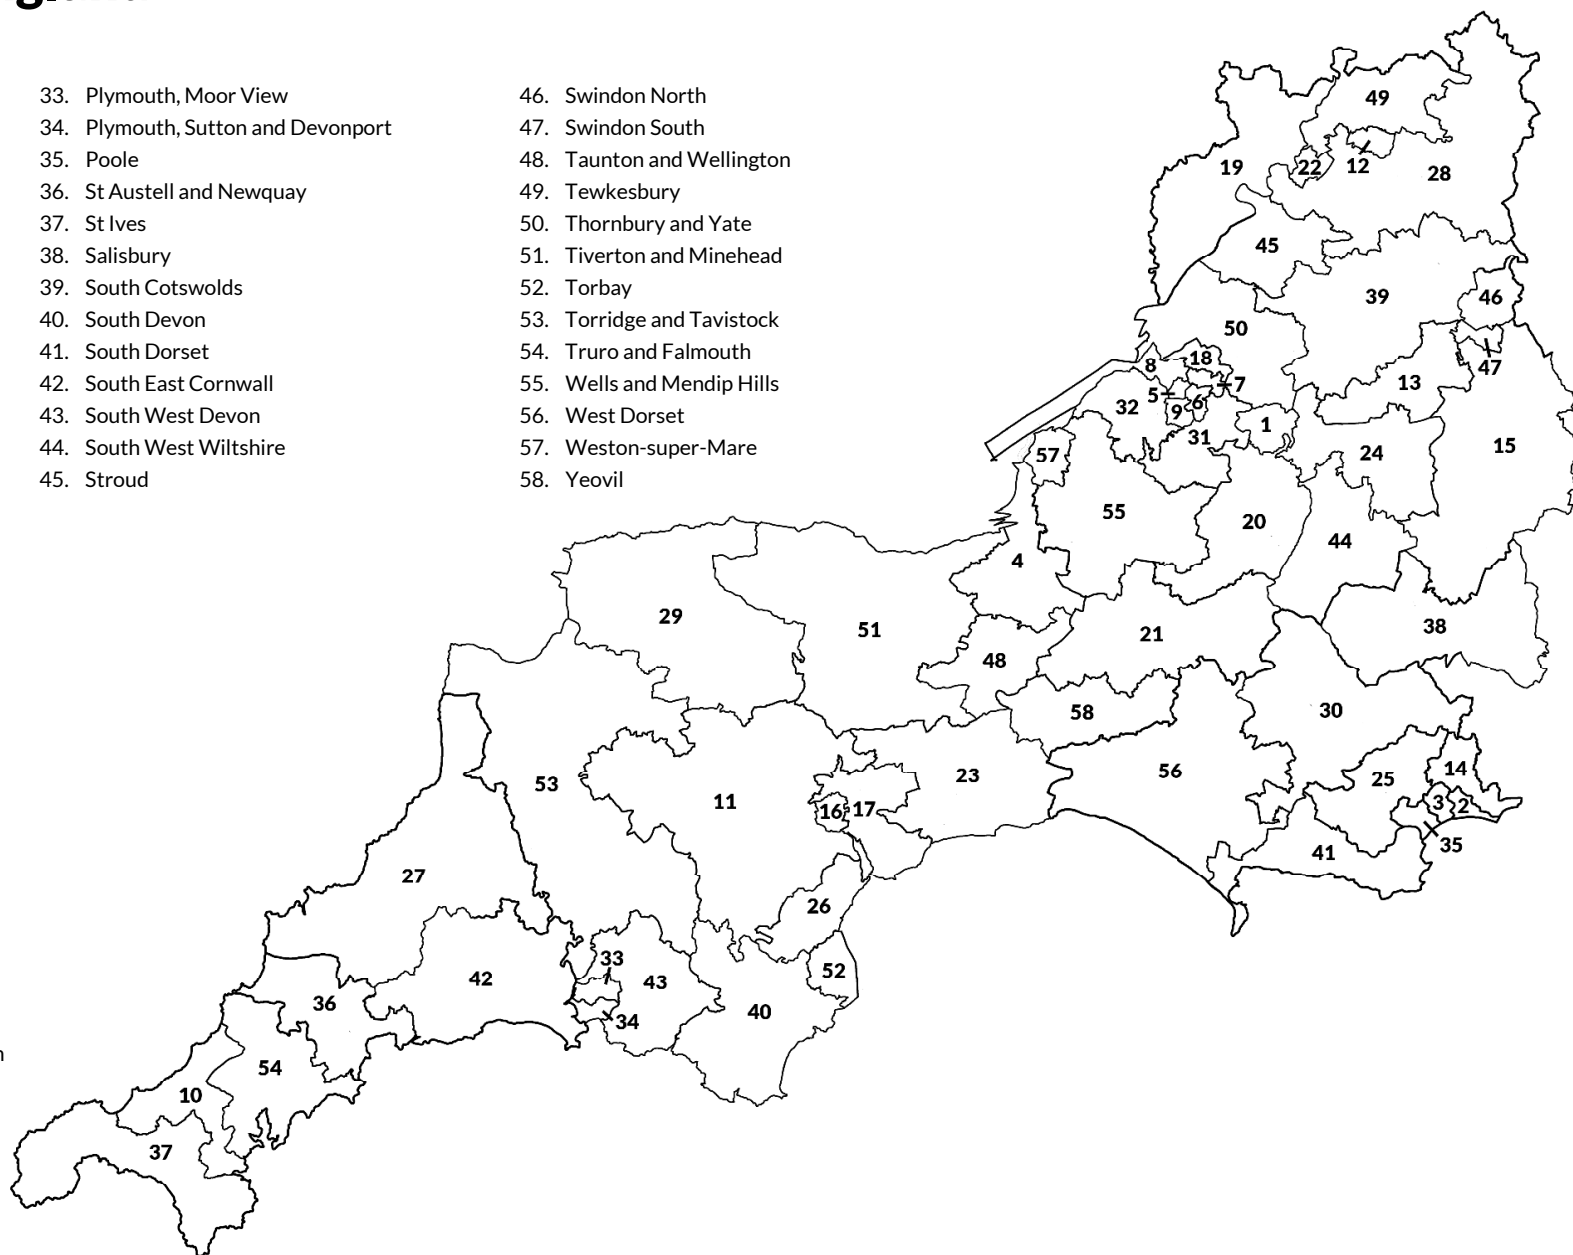 33. Plymouth, Moor View
34. Plymouth, Sutton and Devonport
35. Poole
36. St Austell and Newquay
37. St Ives
38. Salisbury
39. South Cotswolds
40. South Devon
41. South Dorset
42. South East Cornwall
43. South West Devon
44. South West Wiltshire
45. Stroud
46. Swindon North
47. Swindon South
48. Taunton and Wellington
49. Tewkesbury
50. Thornbury and Yate
51. Tiverton and Minehead
52. Torbay
53. Torridge and Tavistock
54. Truro and Falmouth
55. Wells and Mendip Hills
56. West Dorset
57. Weston-super-Mare
58. Yeovil
49
19
22
12
28
45
39
46
50
8
18
47
7
13
5
6
32
9
1
31
24
15
57
55
20
44
4
29
51
21
38
48
58
30
53
23
56
14
25
11
16
17
3
2
35
41
27
26
33
52
42
43
36
40
34
54
10
37